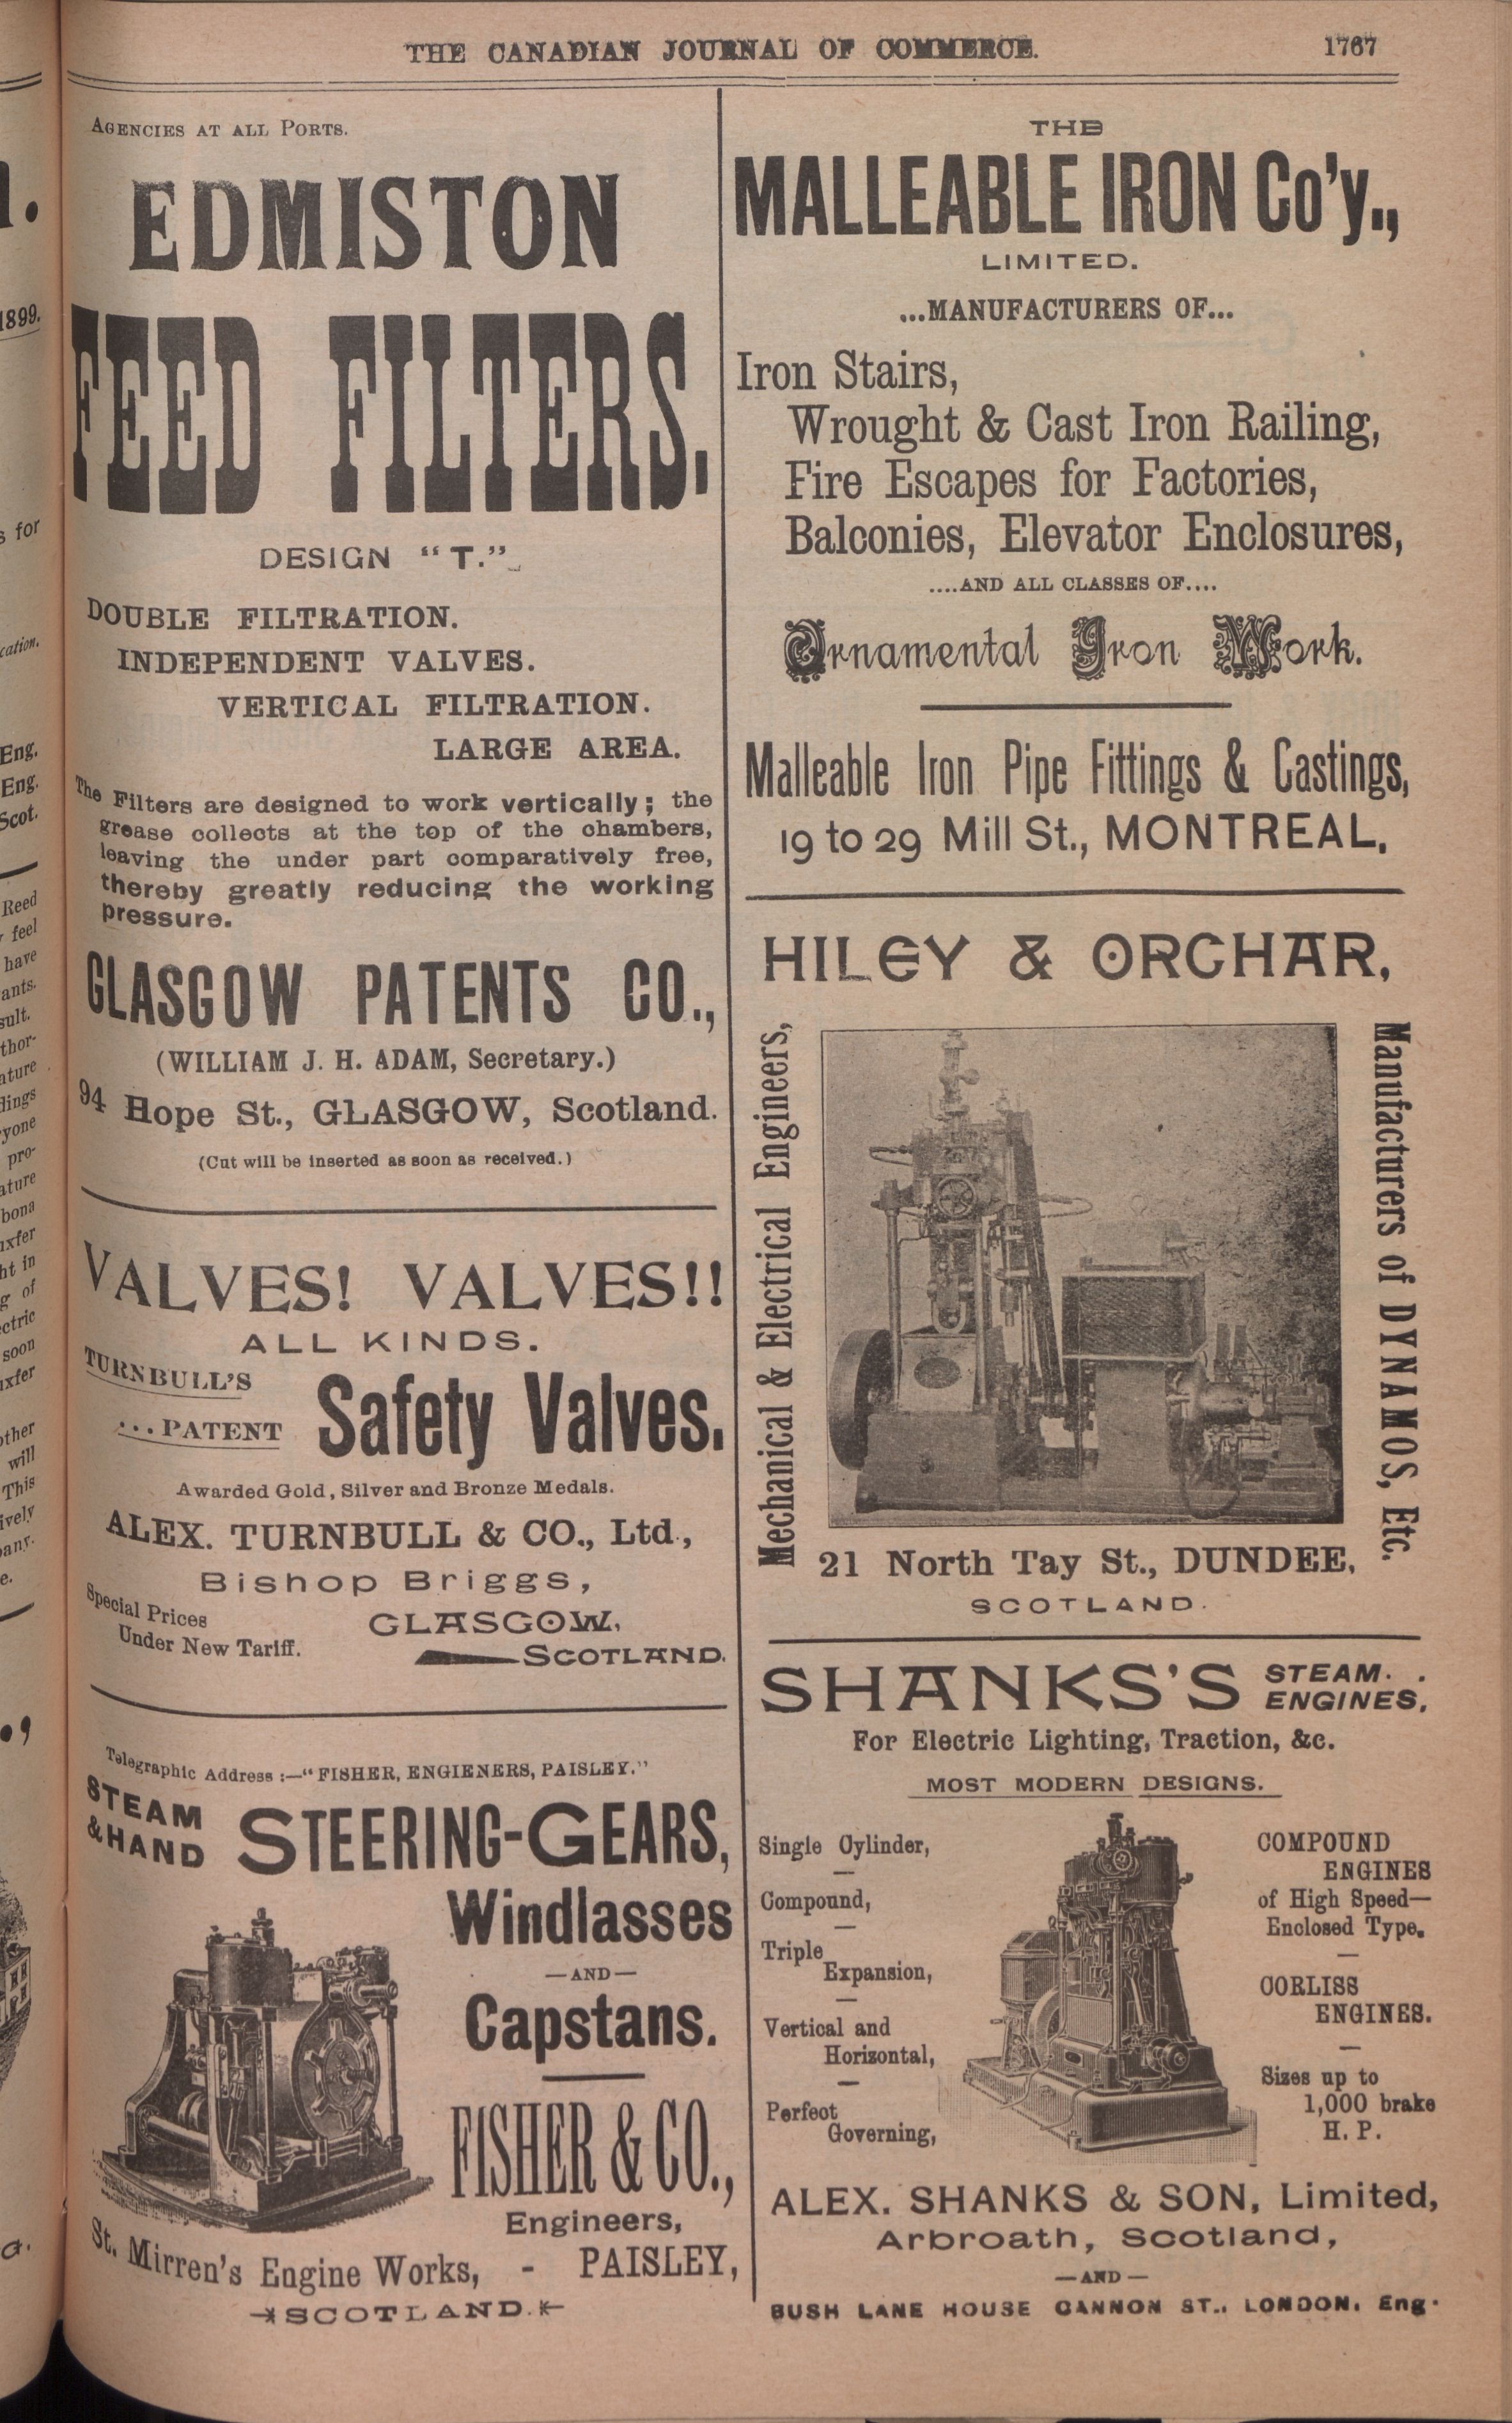 THE CANADIAN JOURNAL OF COMMERCE. 1767
AGENCIES AT ALL PORTS.
EDMISTON
FEED FILTERS.
DESIGN "T."
DOUBLE FILTRATION.
INDEPENDENT VALVES.
VERTICAL FILTRATION.
LARGE AREA.
The Filters are designed to work vertically; the
grease collects at the top of the chambers,
leaving the under part comparatively free,
thereby greatly reducing the working
pressure.
GLASGOW PATENTS CO.,
(WILLIAM J. H. ADAM, Secretary.)
94 Hope St., GLASGOW, Scotland.
(Cut will be inserted as soon as received.)
VALVES! VALVES!!
ALL KINDS.
TURNBULL'S
...PATENT
Safety Valves.
Awarded Gold, Silver and Bronze Medals.
ALEX. TURNBULL & CO., Ltd.,
Bishop Briggs,
Special Prices
Under New Tariff.
GLASGOW,
SCOTLAND.
Telegraphic Address :—"FISHER, ENGIENERS, PAISLEY."
STEAM
& HAND
STEERING-GEARS,
Windlasses
—AND—
Capstans.
FISHER & CO.,
Engineers,
St. Mirren's Engine Works, - PAISLEY,
SCOTLAND.
THE
MALLEABLE IRON Co'y.,
LIMITED.
...MANUFACTURERS OF...
Iron Stairs,
Wrought & Cast Iron Railing,
Fire Escapes for Factories,
Balconies, Elevator Enclosures,
....AND ALL CLASSES OF....
Ornamental Iron Work.
Malleable Iron Pipe Fittings & Castings,
19 to 29 Mill St., MONTREAL,
HILEY & ORCHAR,
Mechanical & Electrical Engineers,
Manufacturers of DYNAMOS, Etc.
21 North Tay St., DUNDEE,
SCOTLAND.
SHANKS'S
STEAM. .
ENGINES,
For Electric Lighting, Traction, &c.
MOST MODERN DESIGNS.
Single Cylinder,
—
Compound,
—
Triple
Expansion,
—
Vertical and
Horizontal,
—
Perfect
Governing,
COMPOUND
ENGINES
of High Speed—
Enclosed Type.
—
CORLISS
ENGINES.
—
Sizes up to
1,000 brake
H. P.
ALEX. SHANKS & SON, Limited,
Arbroath, Scotland,
—AND—
BUSH LANE HOUSE CANNON ST., LONDON, Eng.
1899.
s for
Eng.
Eng.
Scot.
Reed
feel
have
will
This